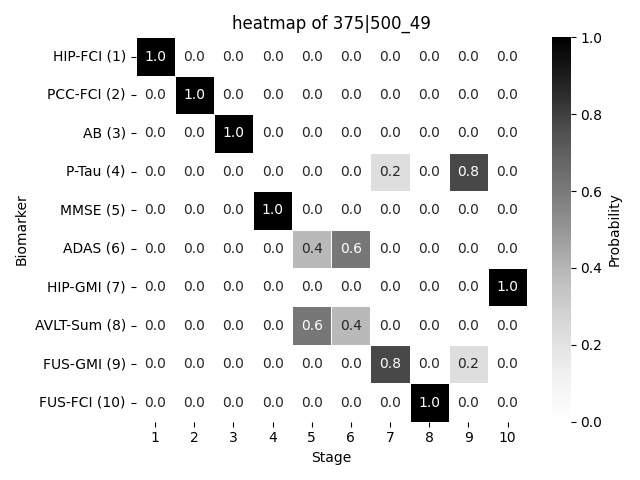 heatmap of 375|500_49
HIP-FCI (1) 1.0 0.0 0.0 0.0 0.0 0.0 0.0 0.0 0.0 0.0
PCC-FCI (2) 0.0 1.0 0.0 0.0 0.0 0.0 0.0 0.0 0.0 0.0
AB (3) 0.0 0.0 1.0 0.0 0.0 0.0 0.0 0.0 0.0 0.0
P-Tau (4) 0.0 0.0 0.0 0.0 0.0 0.0 0.2 0.0 0.8 0.0
MMSE (5) 0.0 0.0 0.0 1.0 0.0 0.0 0.0 0.0 0.0 0.0
ADAS (6) 0.0 0.0 0.0 0.0 0.4 0.6 0.0 0.0 0.0 0.0
HIP-GMI (7) 0.0 0.0 0.0 0.0 0.0 0.0 0.0 0.0 0.0 1.0
AVLT-Sum (8) 0.0 0.0 0.0 0.0 0.6 0.4 0.0 0.0 0.0 0.0
FUS-GMI (9) 0.0 0.0 0.0 0.0 0.0 0.0 0.8 0.0 0.2 0.0
FUS-FCI (10) 0.0 0.0 0.0 0.0 0.0 0.0 0.0 1.0 0.0 0.0
1 2 3 4 5 6 7 8 9 10
Stage
Biomarker
1.0
0.8
0.6
0.4
0.2
0.0
Probability